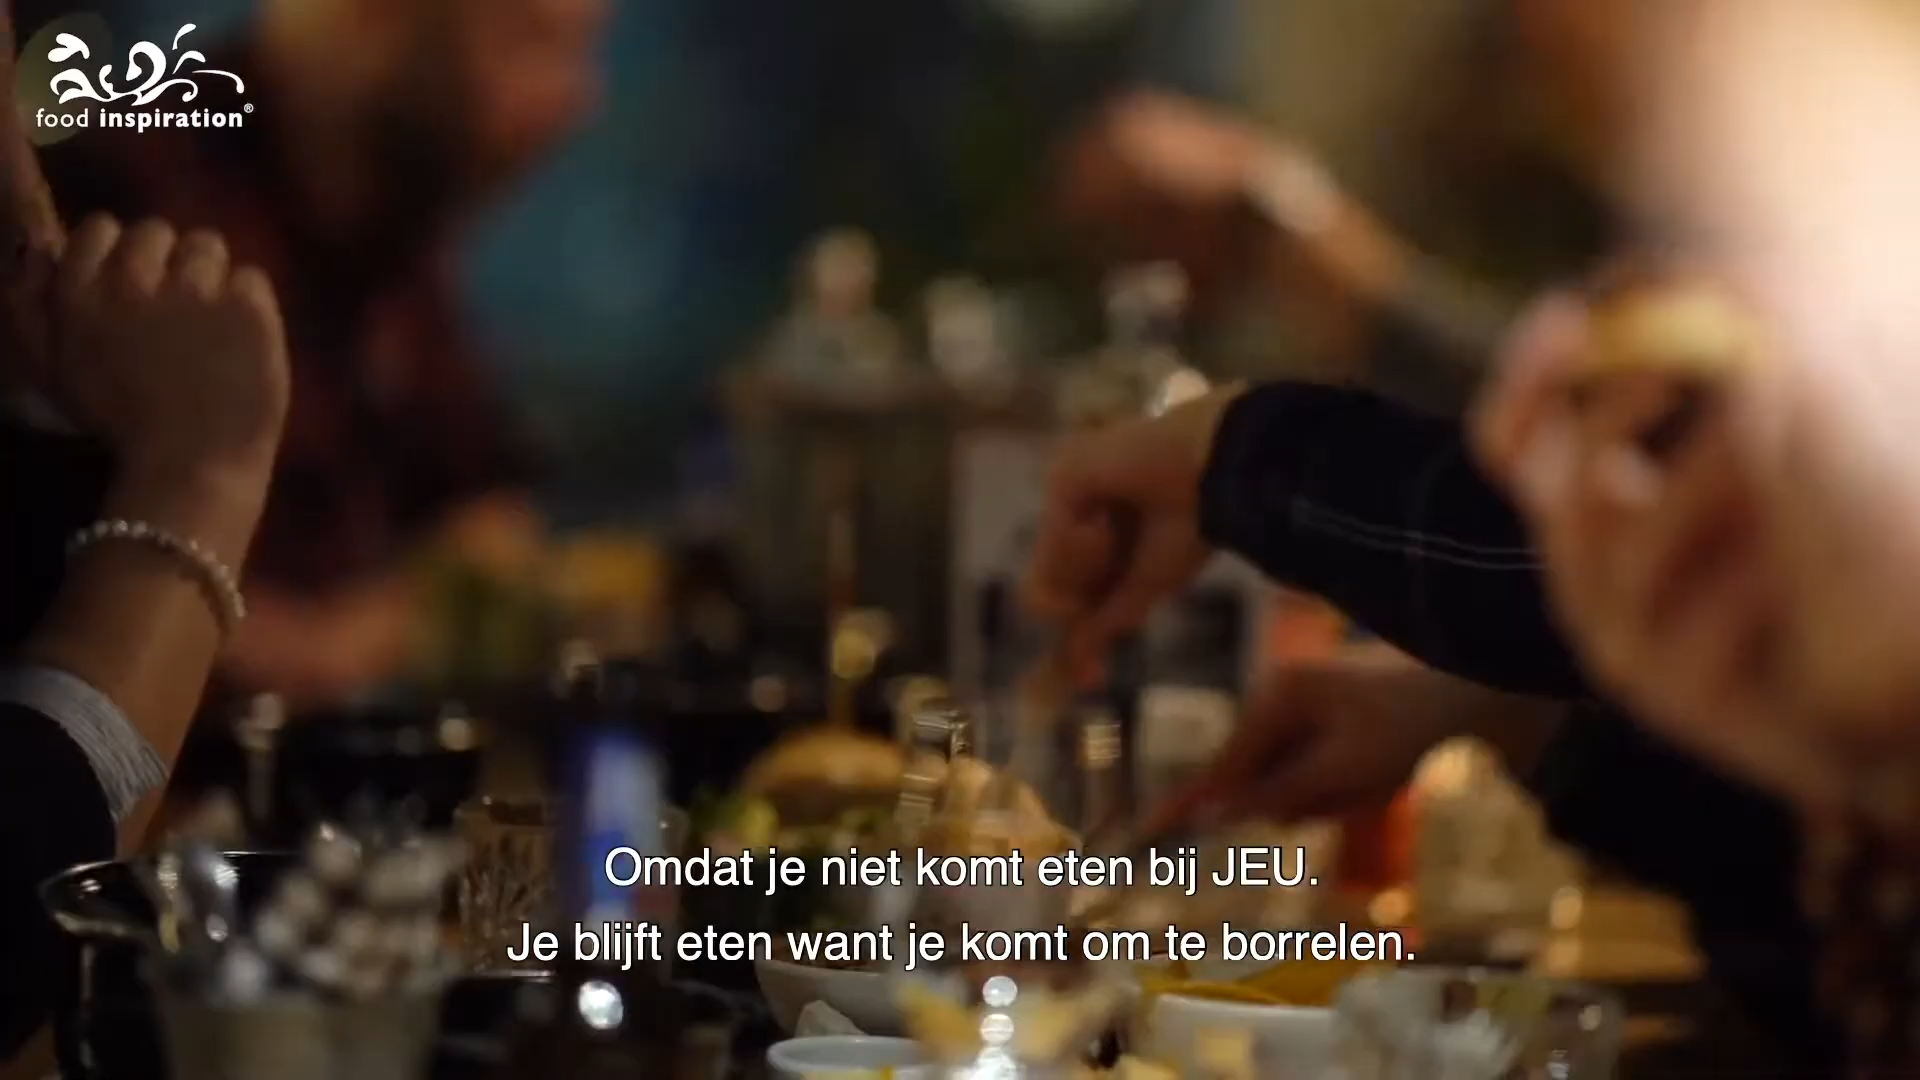 food inspiration®
Omdat je niet komt eten bij JEU.
Je blijft eten want je komt om te borrelen.